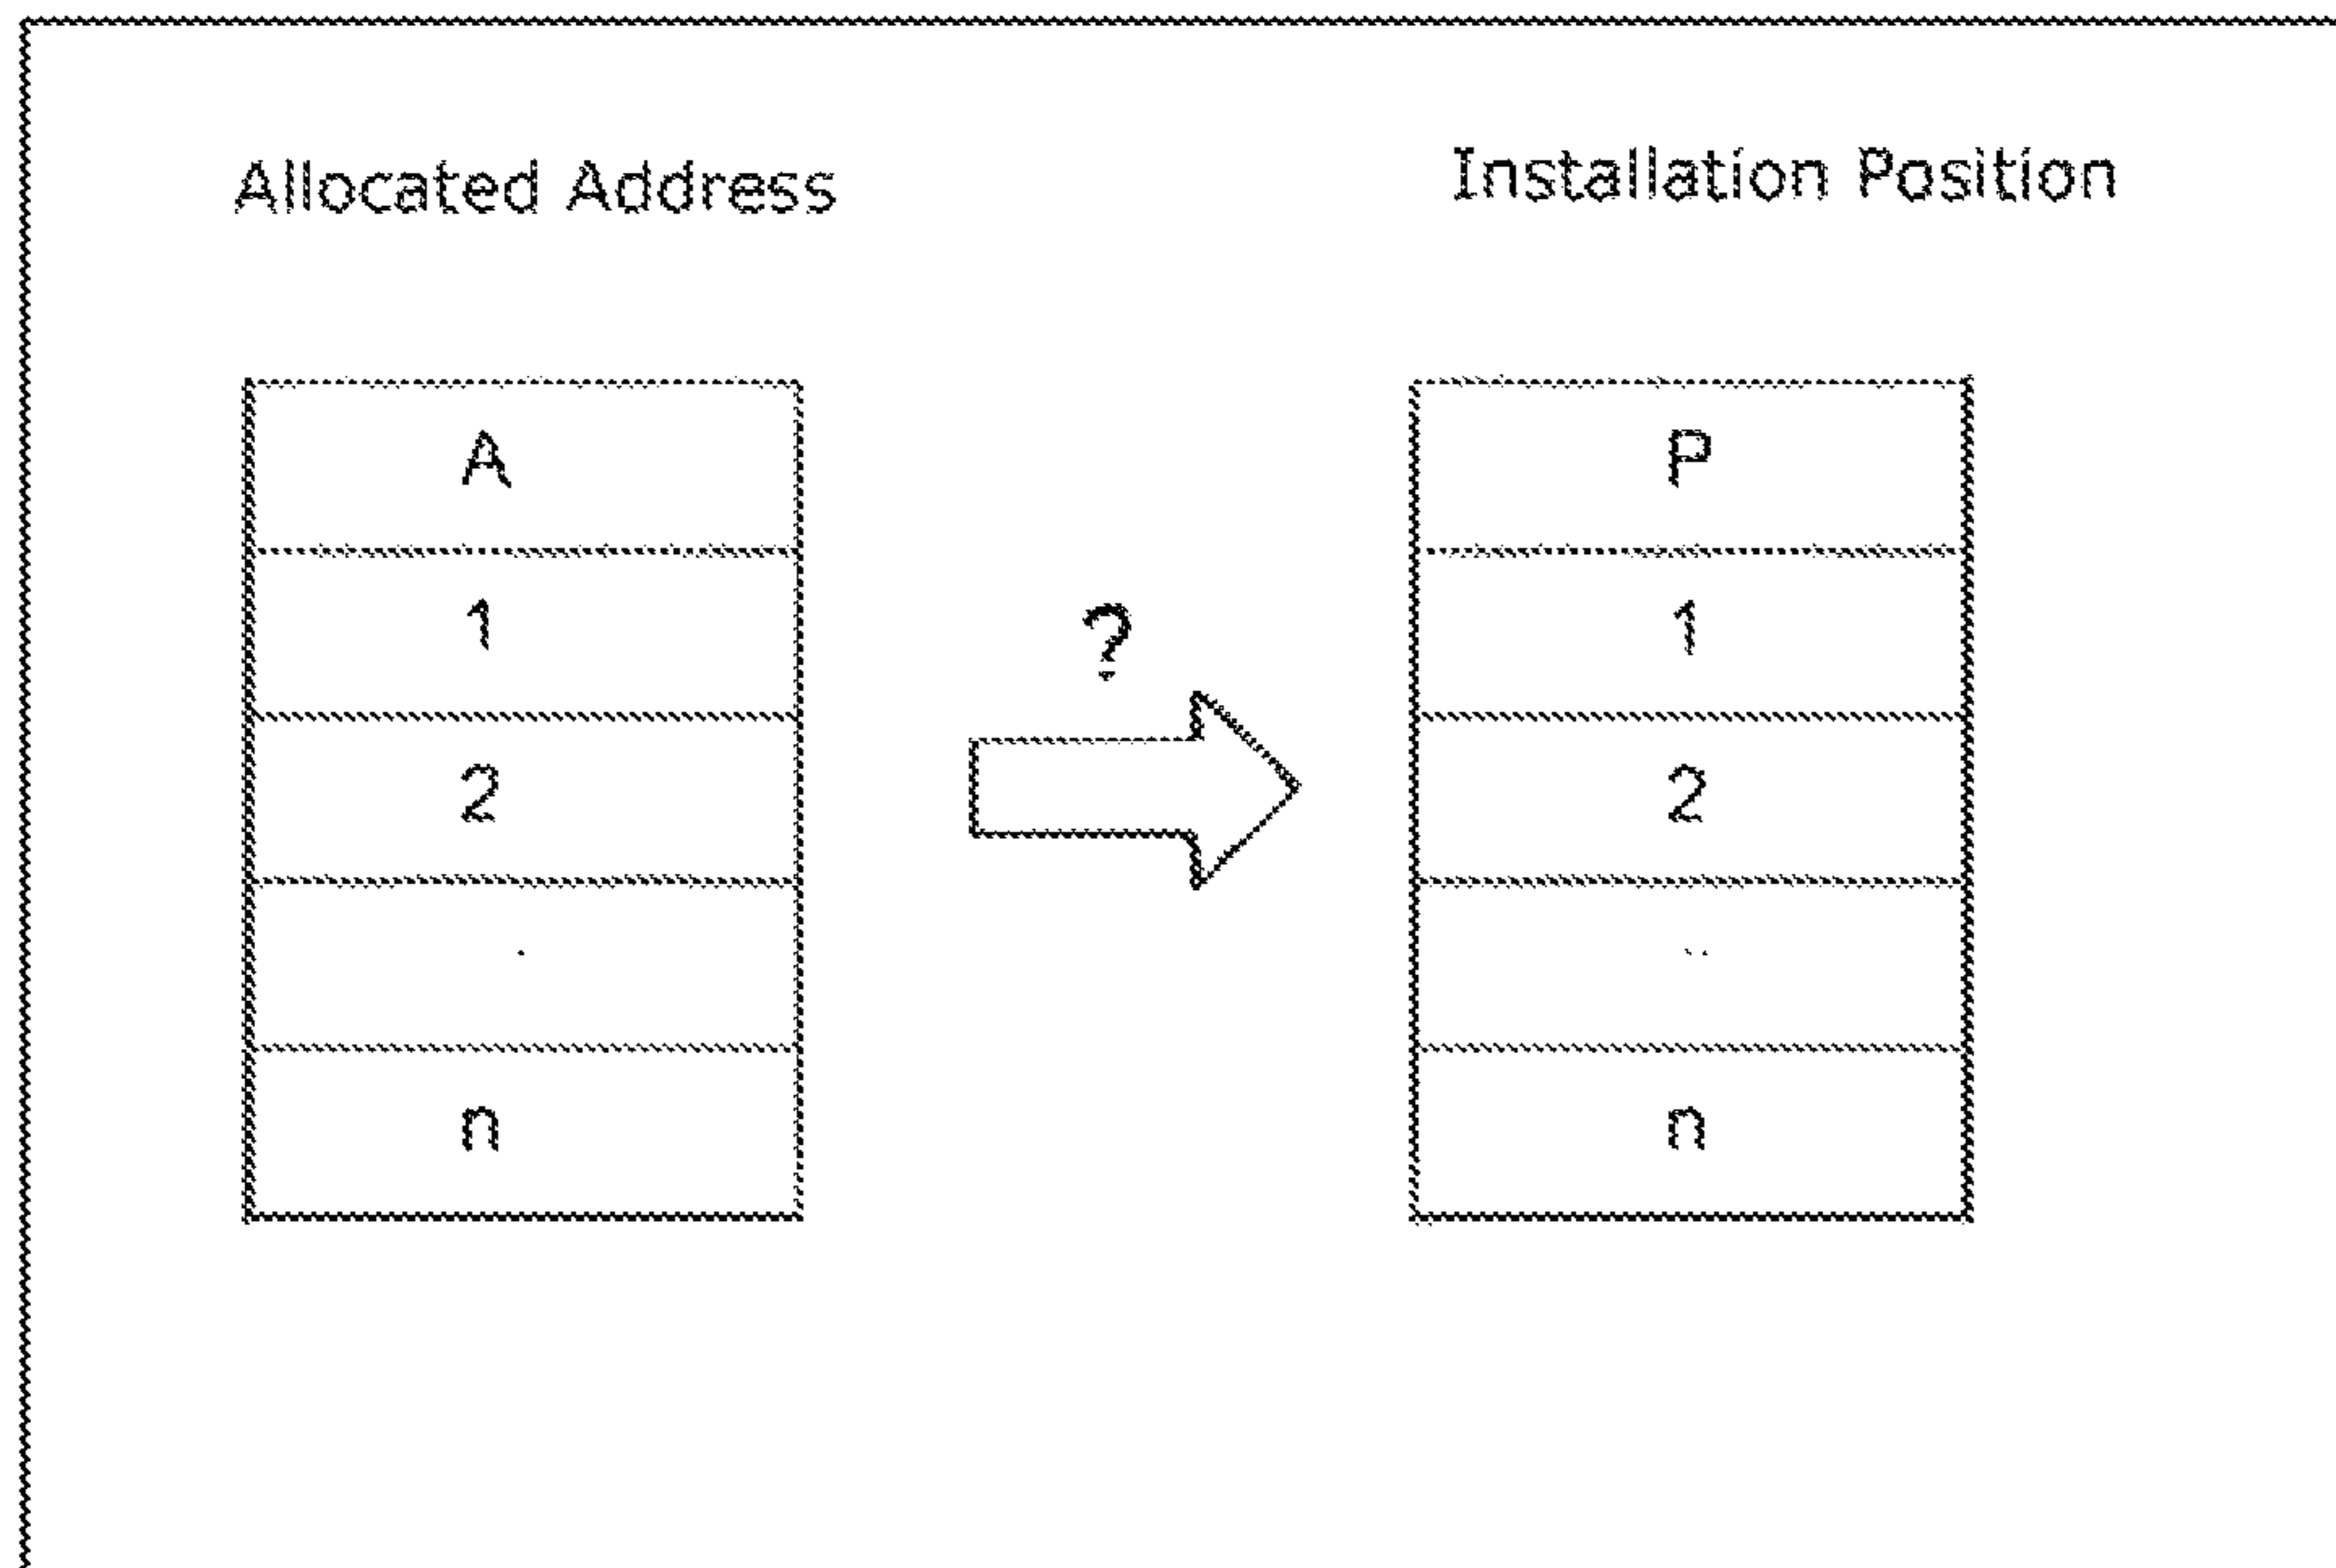 Allocated Address
Installation Position
A
P
1
1
?
2
2
n
n